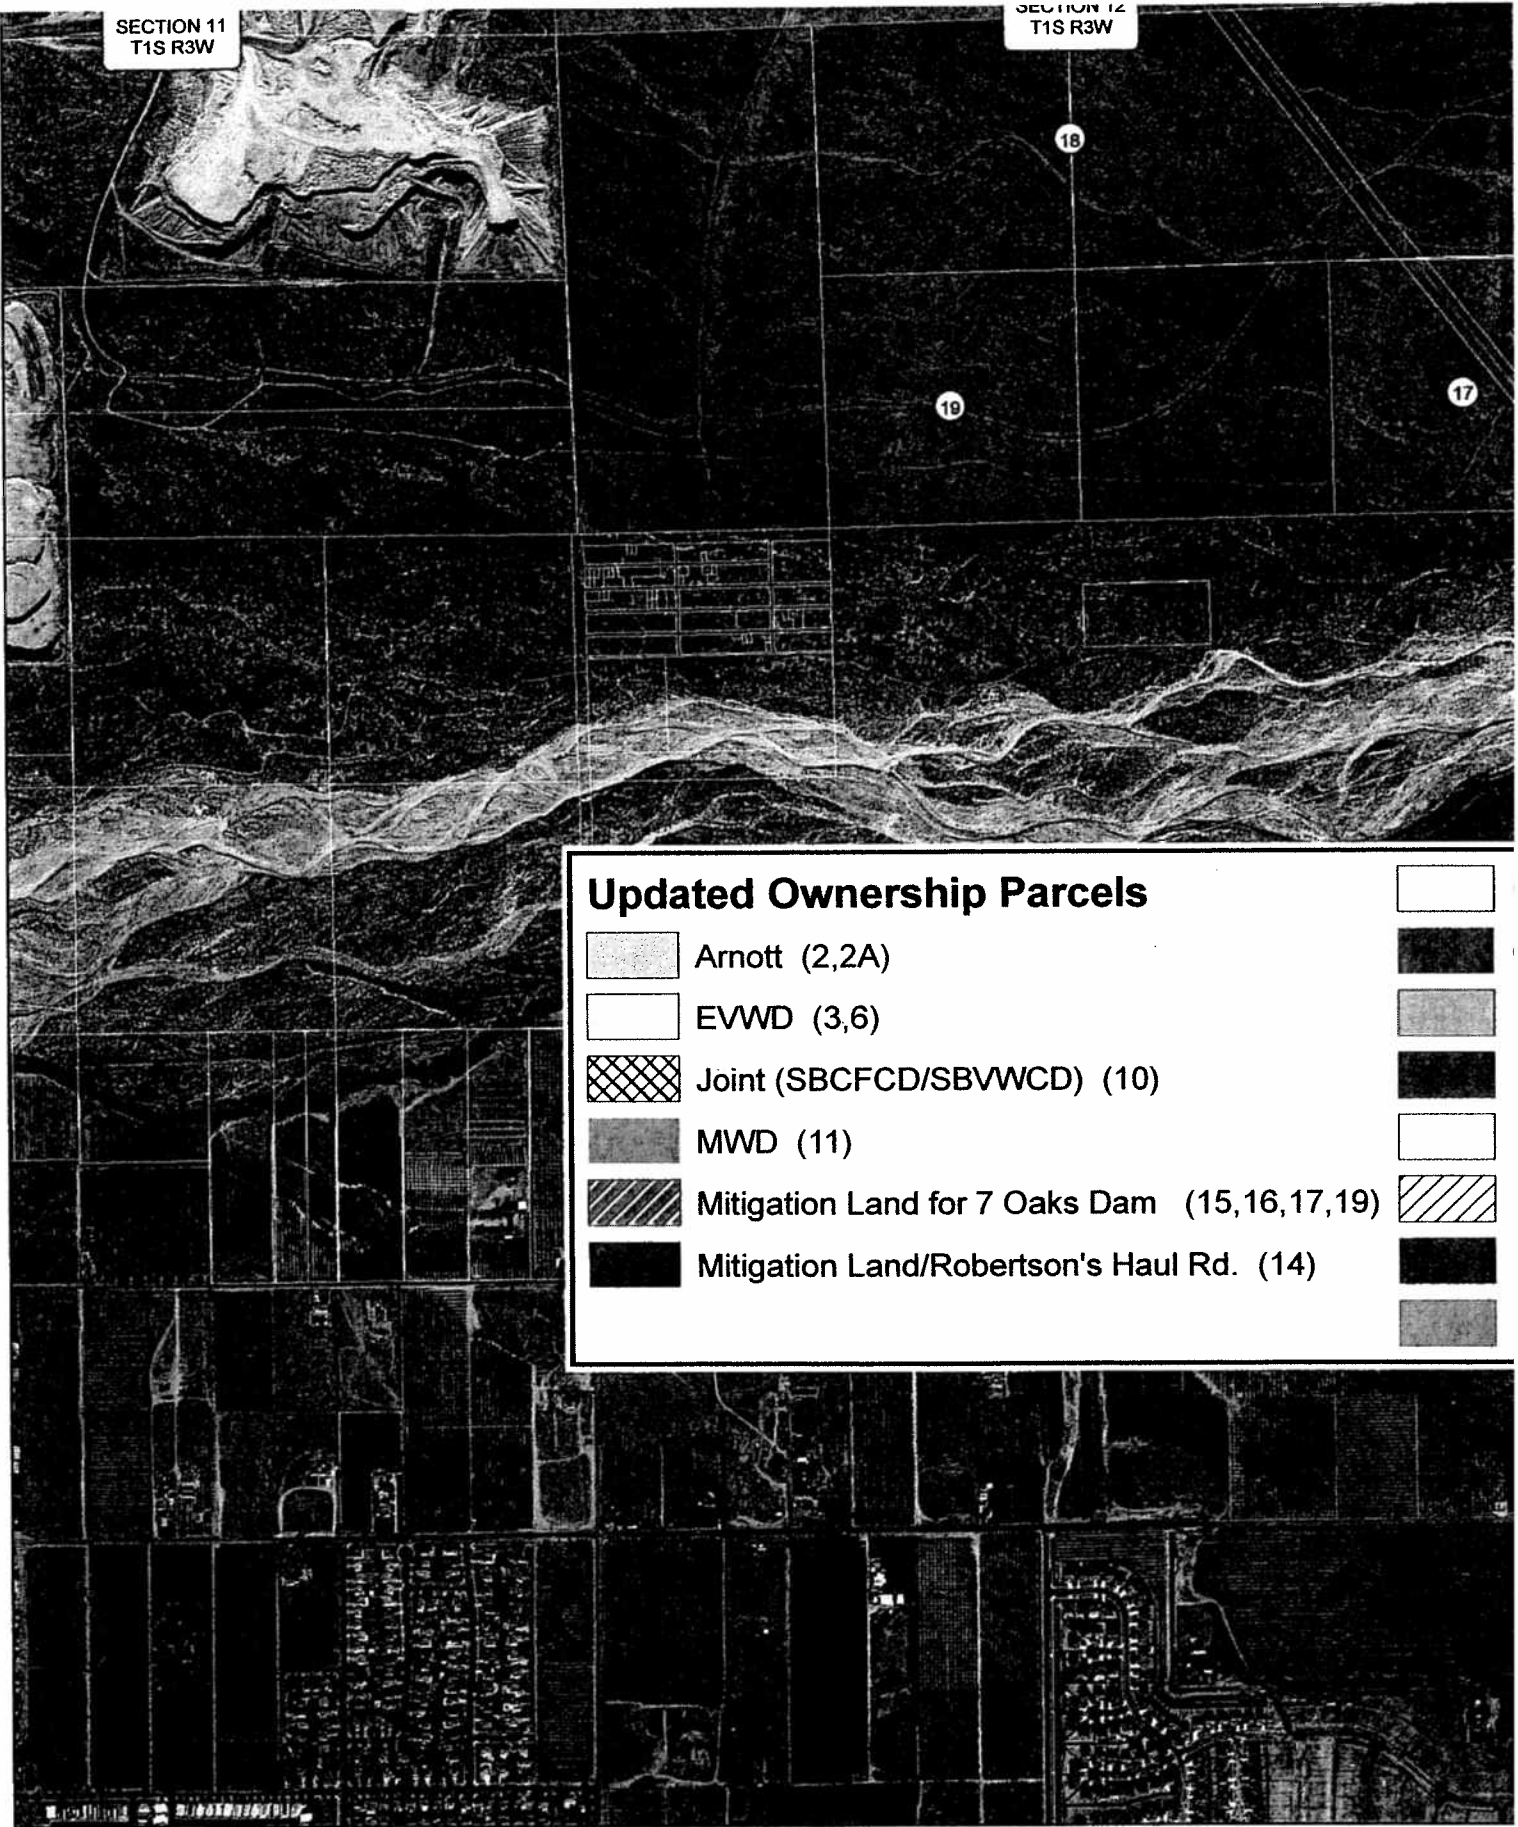 SECTION 11
T1S R3W
SECTION 12
T1S R3W
18
19
17
Updated Ownership Parcels
Arnott (2,2A)
EVWD (3,6)
Joint (SBCFCD/SBVWCD) (10)
MWD (11)
Mitigation Land for 7 Oaks Dam (15,16,17,19)
Mitigation Land/Robertson's Haul Rd. (14)